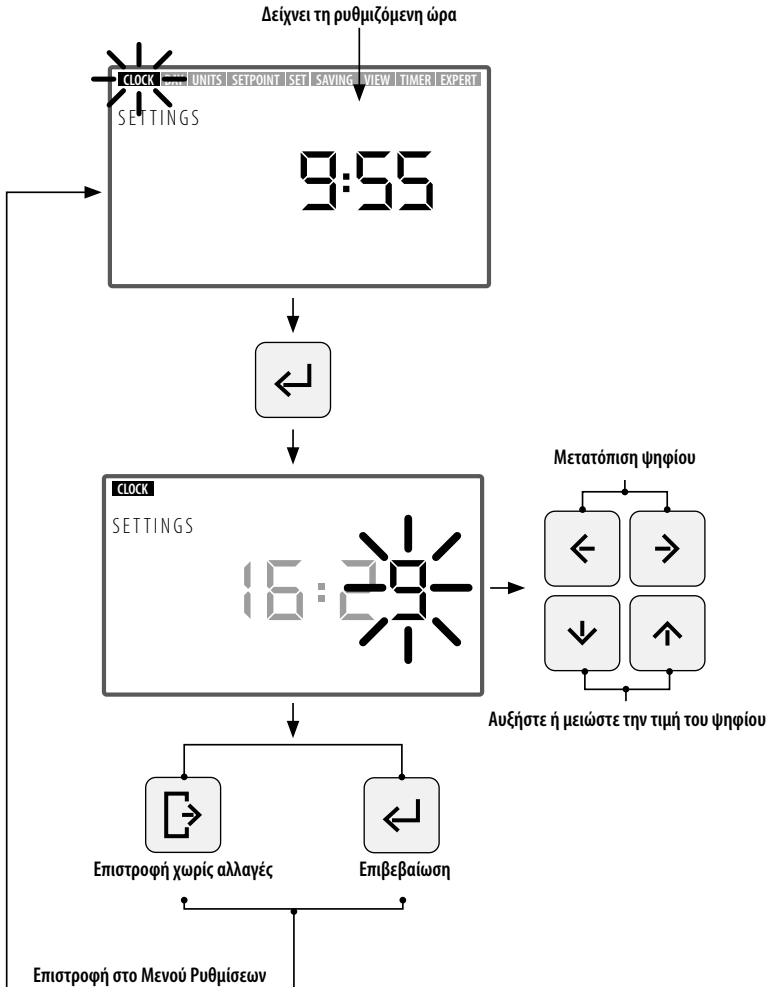 Δείχνει τη ρυθμιζόμενη ώρα
CLOCK DAY UNITS SETPOINT SET SAVING VIEW TIMER EXPERT
SETTINGS
9:55
CLOCK
SETTINGS
16:29
Μετατόπιση ψηφίου
Αυξήστε ή μειώστε την τιμή του ψηφίου
Επιστροφή χωρίς αλλαγές Επιβεβαίωση
Επιστροφή στο Μενού Ρυθμίσεων